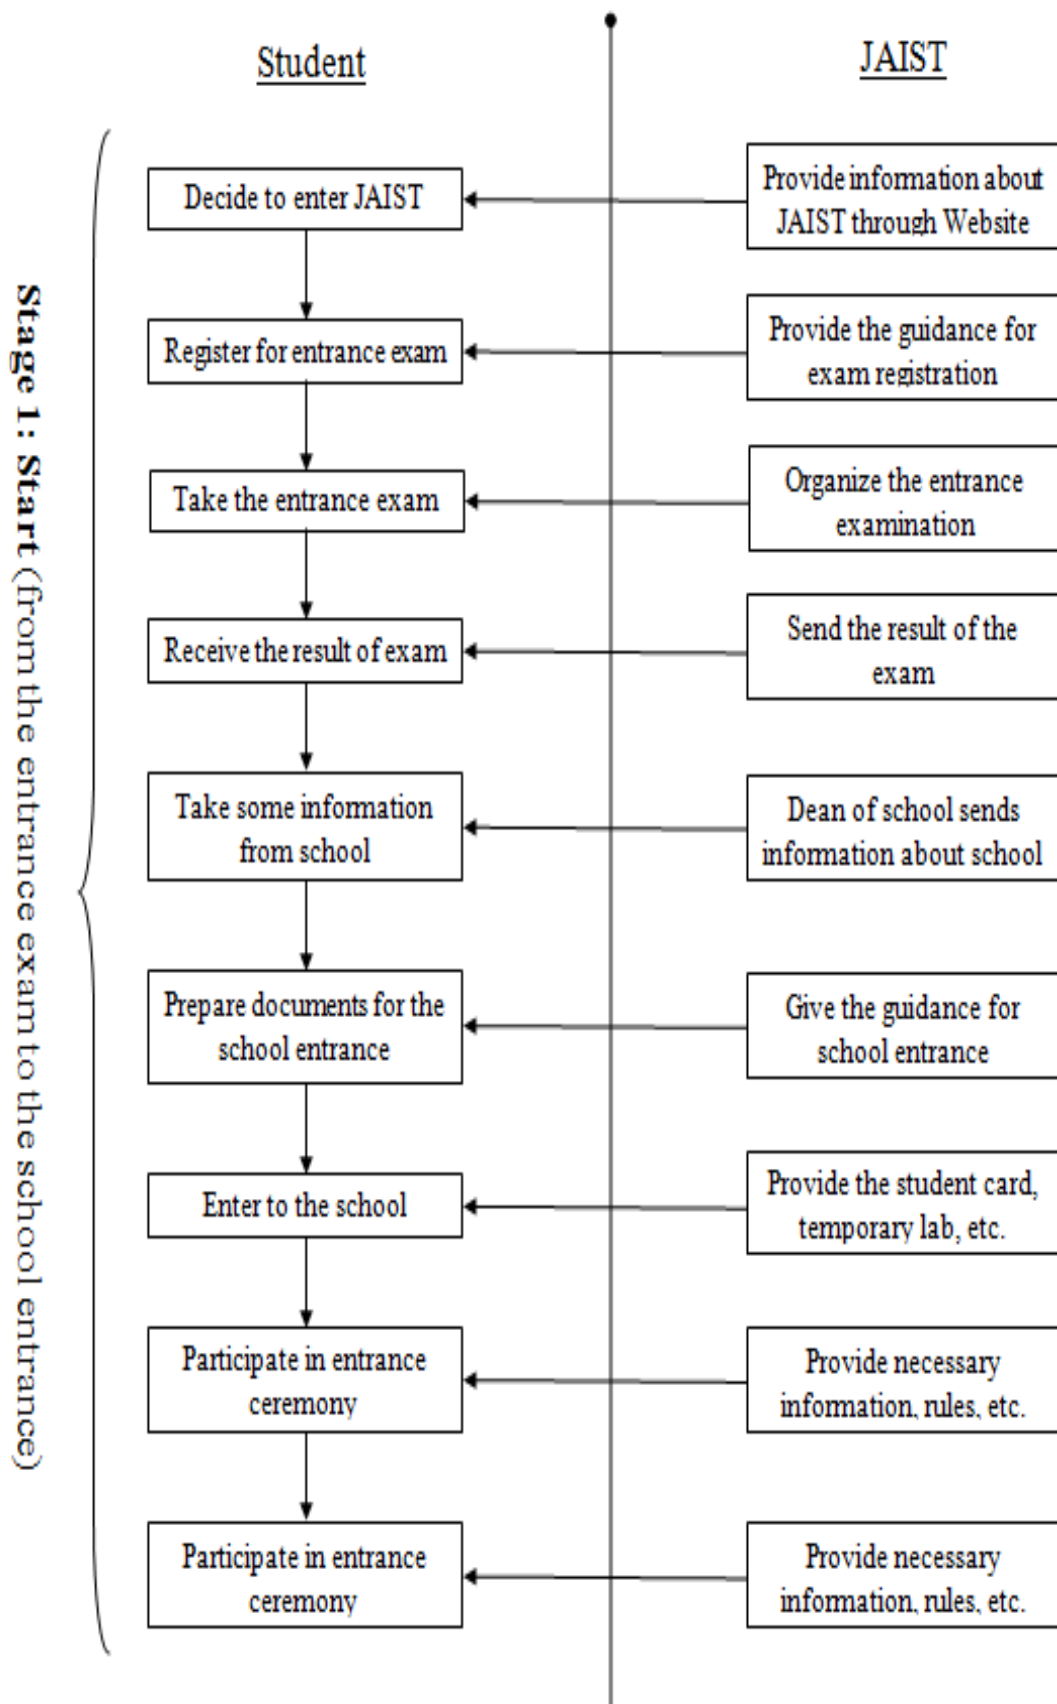 Student
JAIST
Stage 1: Start (from the entrance exam to the school entrance)
Decide to enter JAIST
Provide information about
JAIST through Website
Register for entrance exam
Provide the guidance for
exam registration
Take the entrance exam
Organize the entrance
examination
Receive the result of exam
Send the result of the
exam
Take some information
from school
Dean of school sends
information about school
Prepare documents for the
school entrance
Give the guidance for
school entrance
Enter to the school
Provide the student card,
temporary lab, etc.
Participate in entrance
ceremony
Provide necessary
information, rules, etc.
Participate in entrance
ceremony
Provide necessary
information, rules, etc.